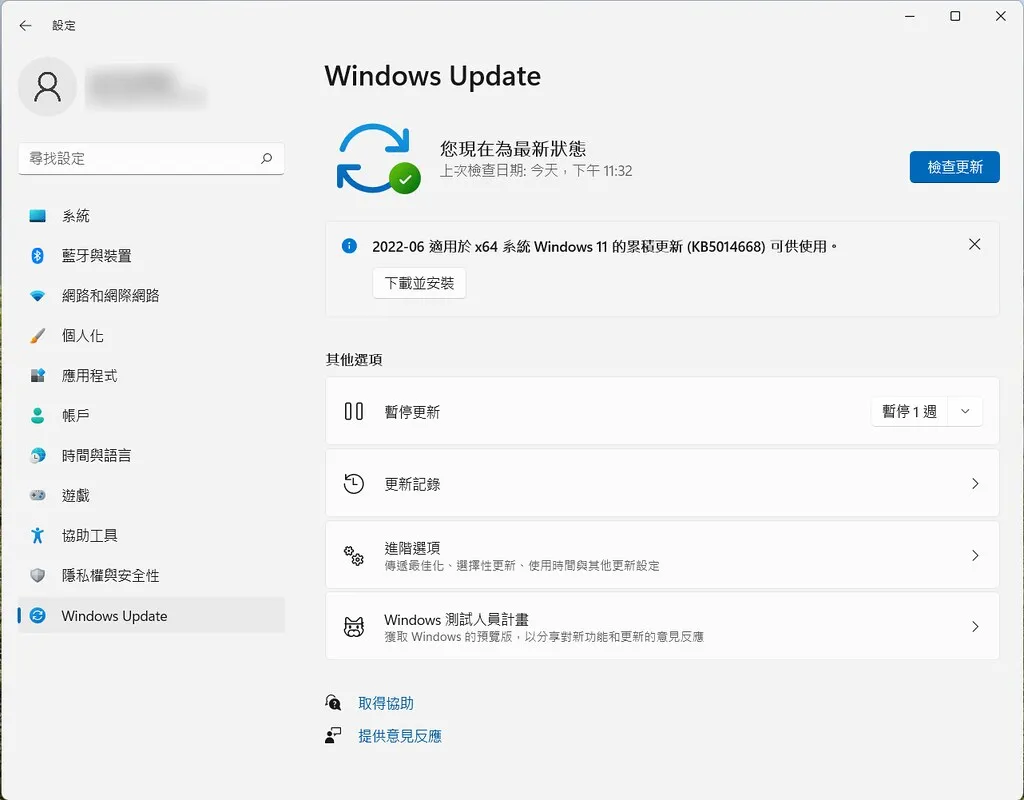 設定
尋找設定
系統
藍牙與裝置
網路和網際網路
個人化
應用程式
帳戶
時間與語言
遊戲
協助工具
隱私權與安全性
Windows Update
Windows Update
您現在為最新狀態
上次檢查日期: 今天，下午 11:32
檢查更新
2022-06 適用於 x64 系統 Windows 11 的累積更新 (KB5014668) 可供使用。
下載並安裝
其他選項
暫停更新
暫停 1 週
更新記錄
進階選項
傳遞最佳化、選擇性更新、使用時間與其他更新設定
Windows 測試人員計畫
獲取 Windows 的預覽版，以分享對新功能和更新的意見反應
取得協助
提供意見反應